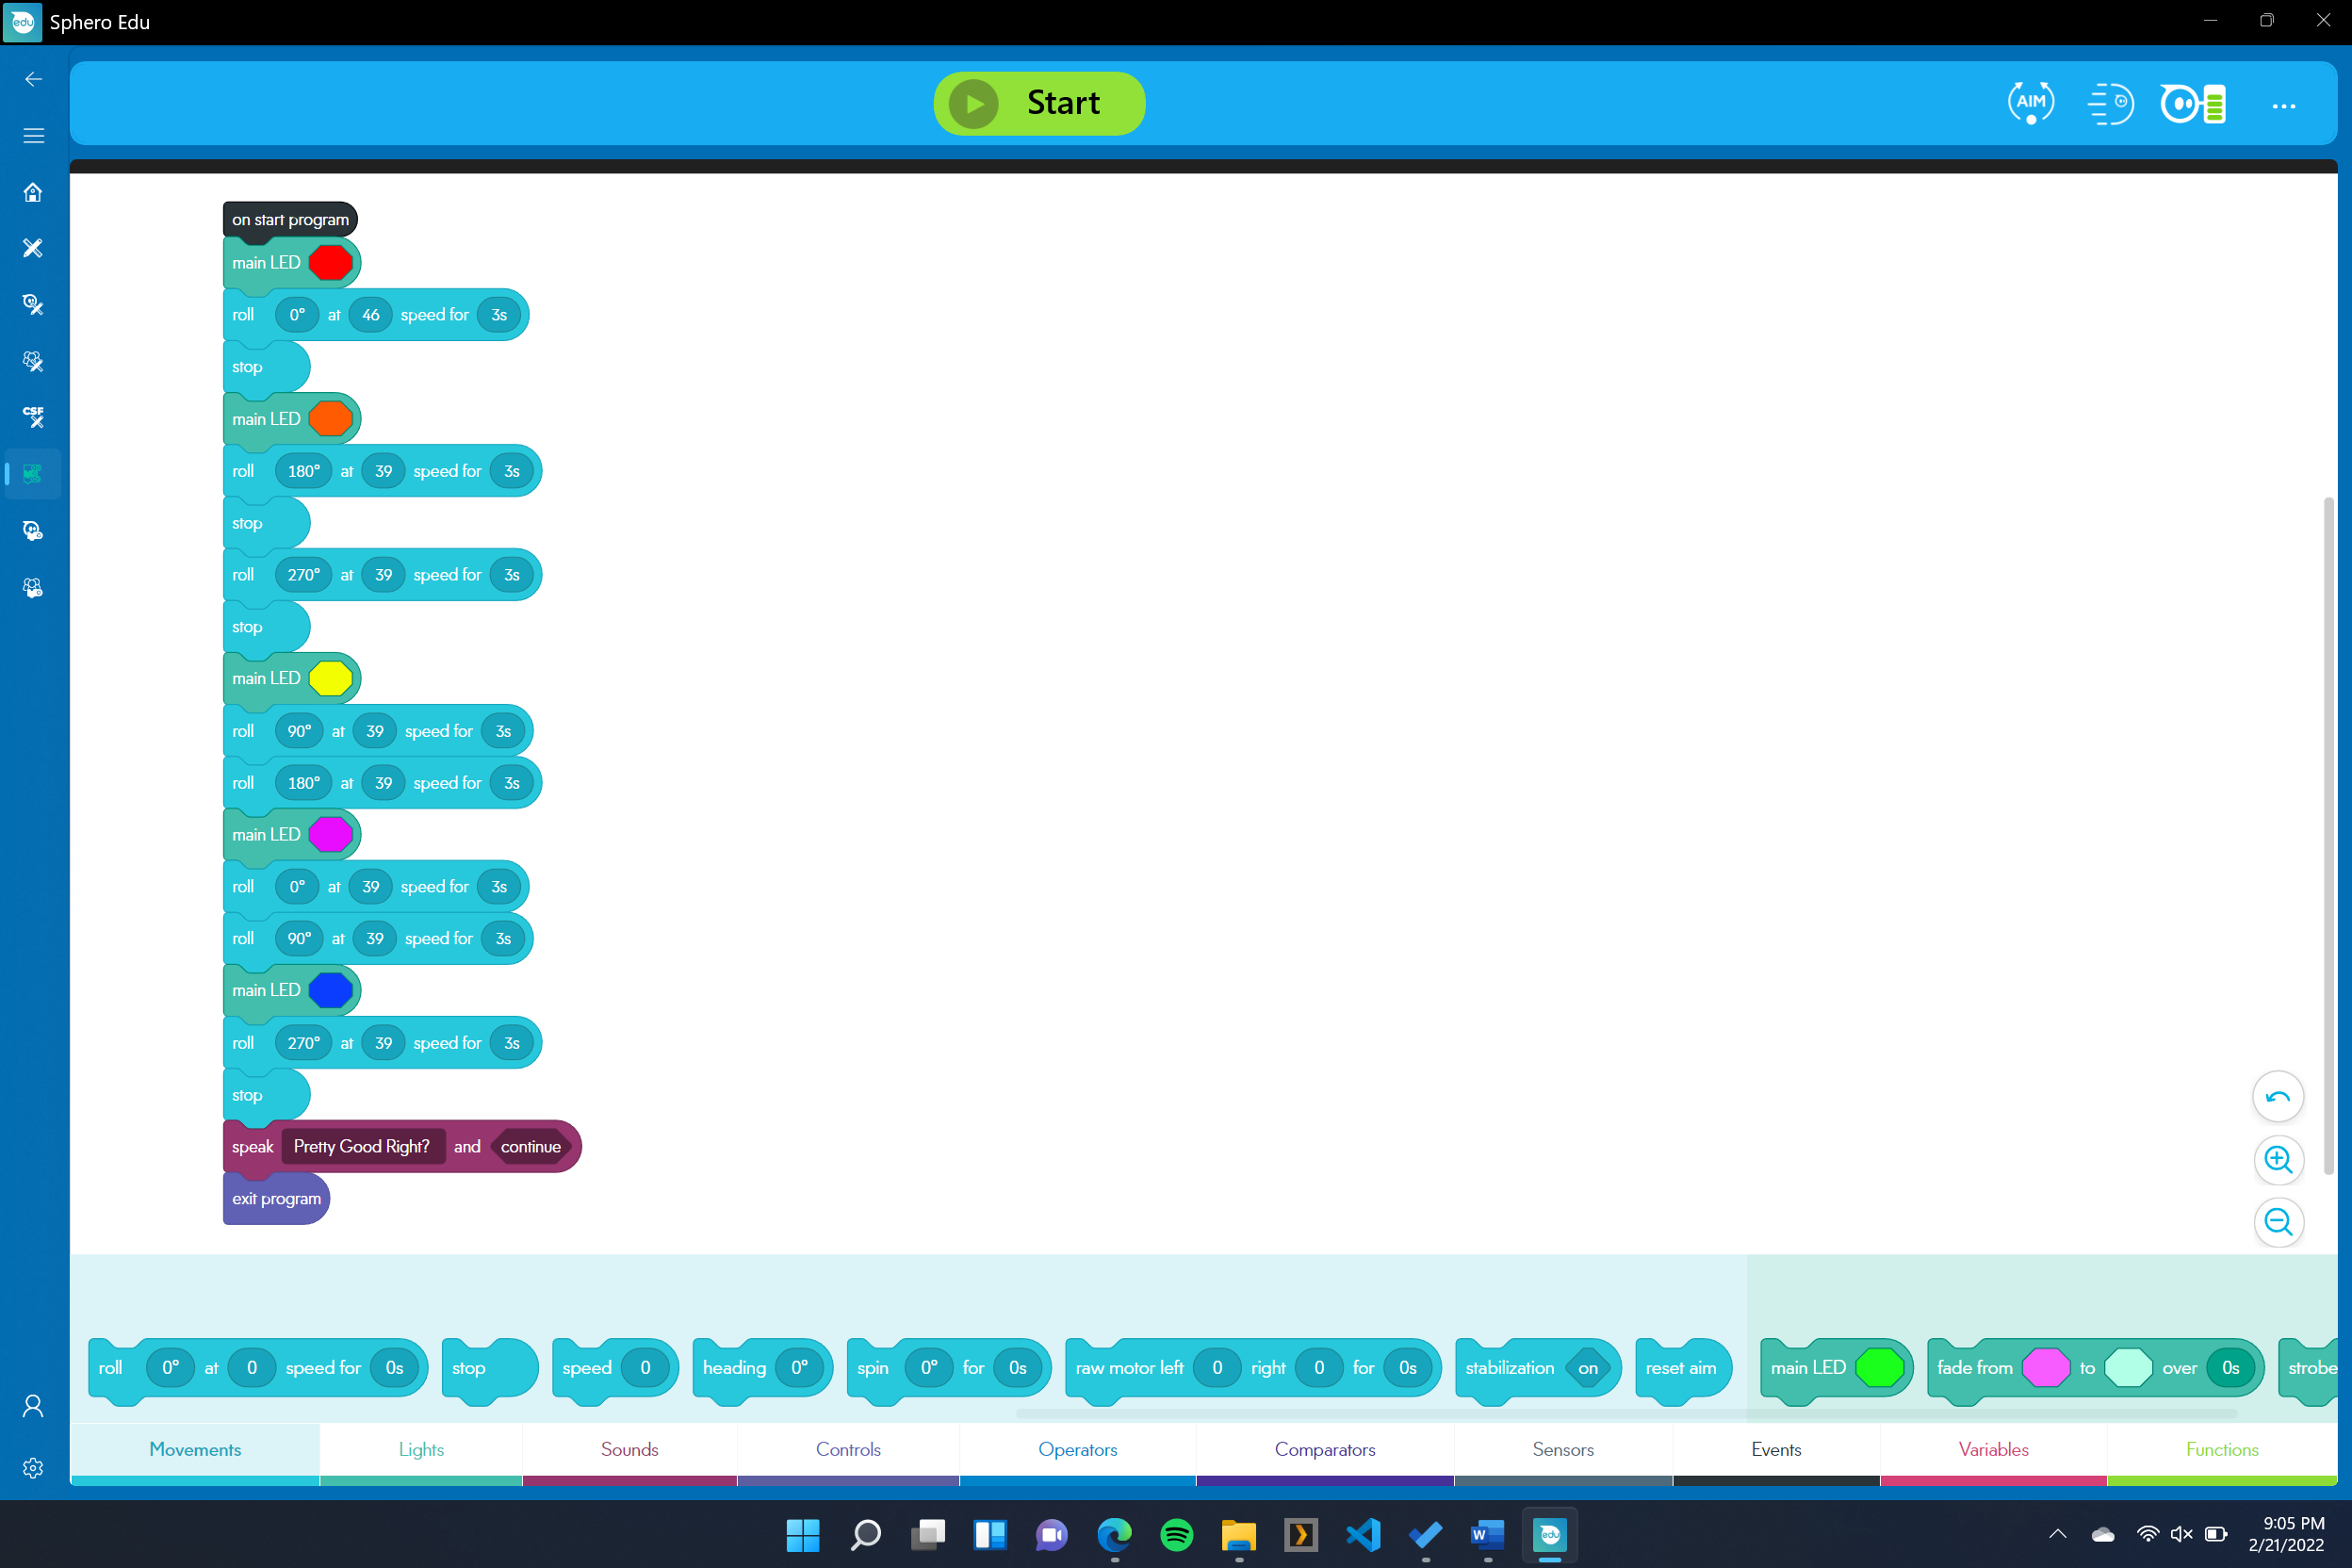 edu Sphero Edu
Start
AIM
on start program
main LED
roll 0° at 46 speed for 3s
stop
main LED
roll 180° at 39 speed for 3s
stop
roll 270° at 39 speed for 3s
stop
main LED
roll 90° at 39 speed for 3s
roll 180° at 39 speed for 3s
main LED
roll 0° at 39 speed for 3s
roll 90° at 39 speed for 3s
main LED
roll 270° at 39 speed for 3s
stop
speak Pretty Good Right? and continue
exit program
CSF
roll 0° at 0 speed for 0s stop speed 0 heading 0° spin 0° for 0s raw motor left 0 right 0 for 0s stabilization on reset aim main LED fade from to over 0s strobe
Movements Lights Sounds Controls Operators Comparators Sensors Events Variables Functions
W edu
9:05 PM
2/21/2022